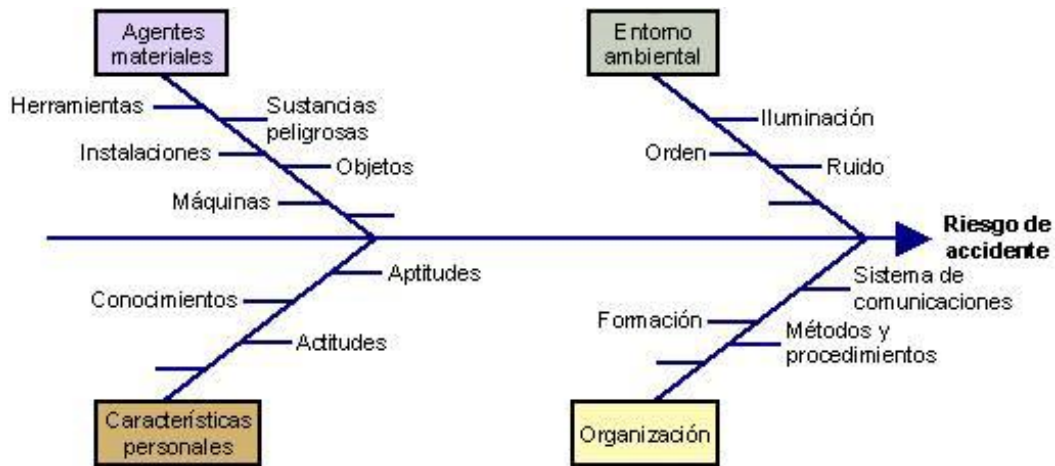 Agentes
materiales
Entorno
ambiental
Herramientas
Sustancias
peligrosas
Iluminación
Instalaciones
Objetos
Orden
Ruido
Máquinas
Riesgo de
accidente
Aptitudes
Sistema de
comunicaciones
Conocimientos
Formación
Actitudes
Métodos y
procedimientos
Características
personales
Organización